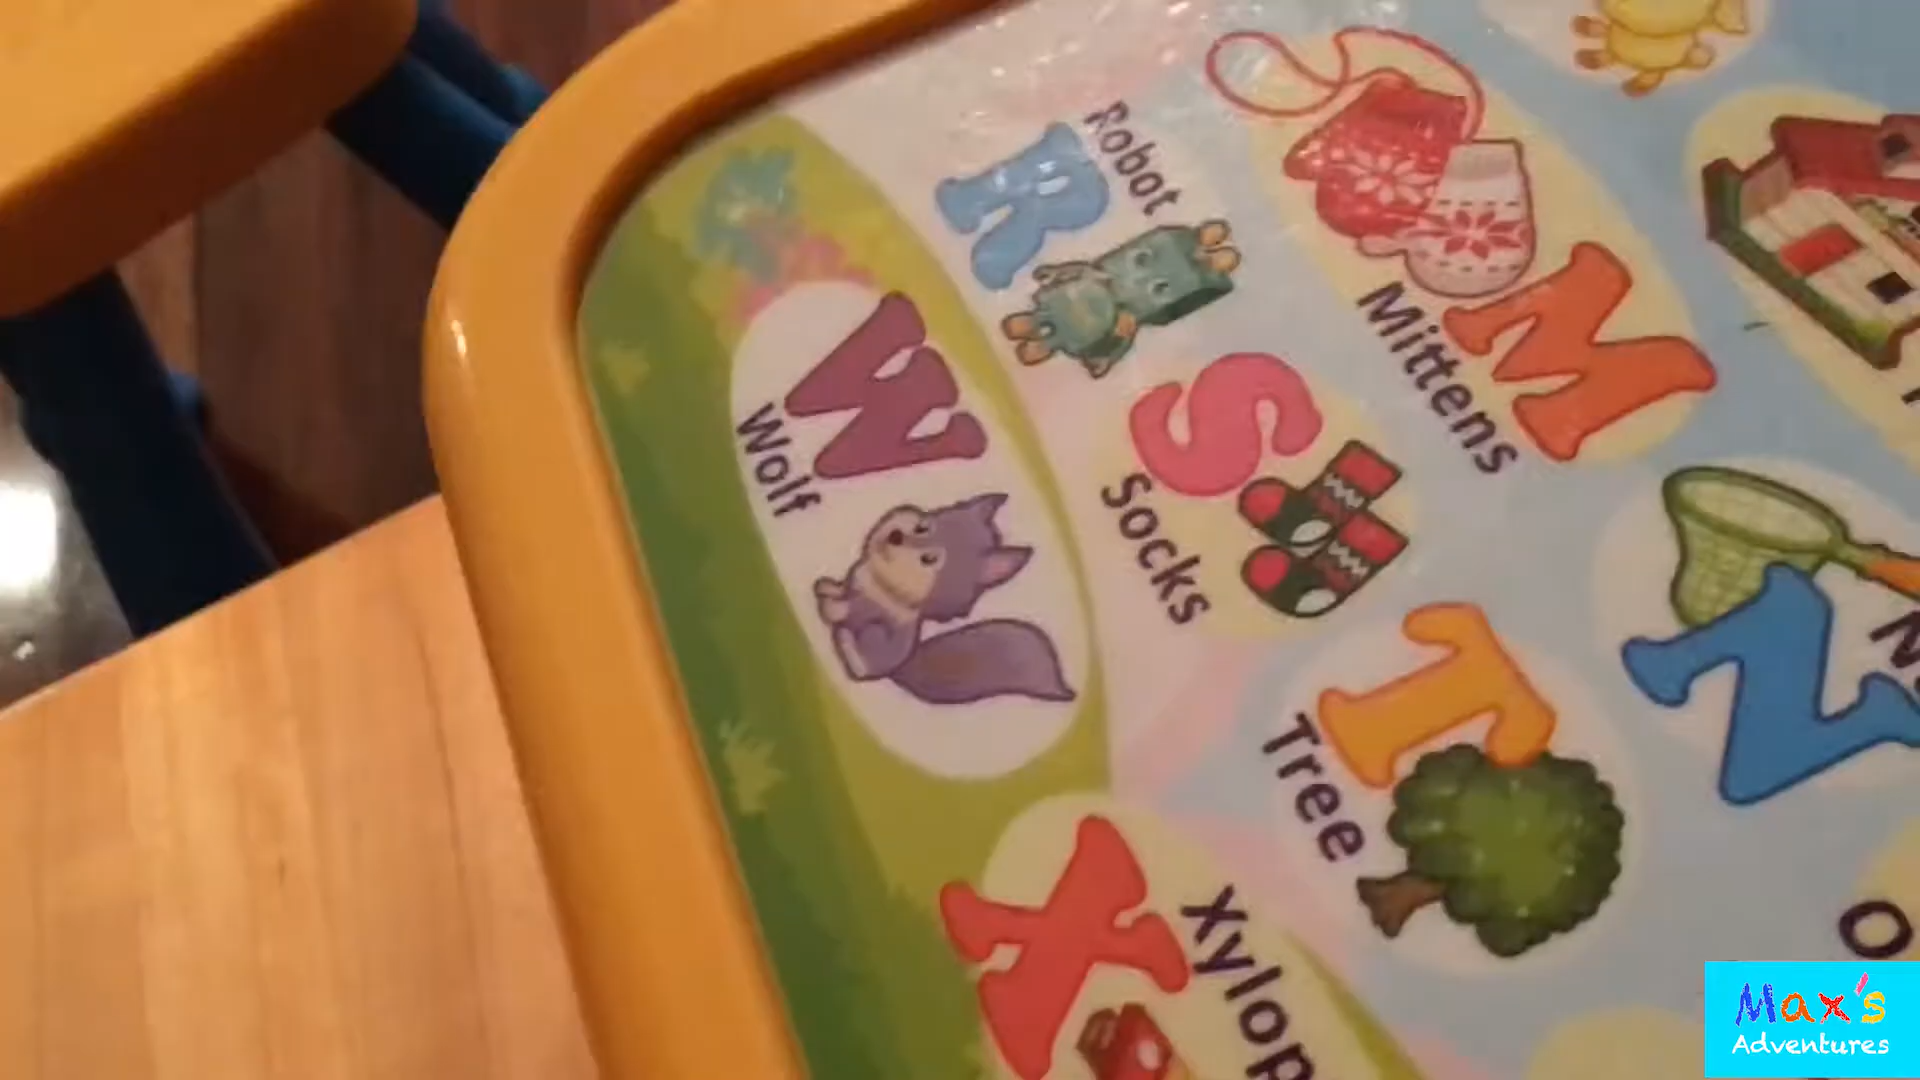 R
Robot
M
Mittens
W
Wolf
S
Socks
T
Tree
N
X
Xylop
O
Max's
Adventures